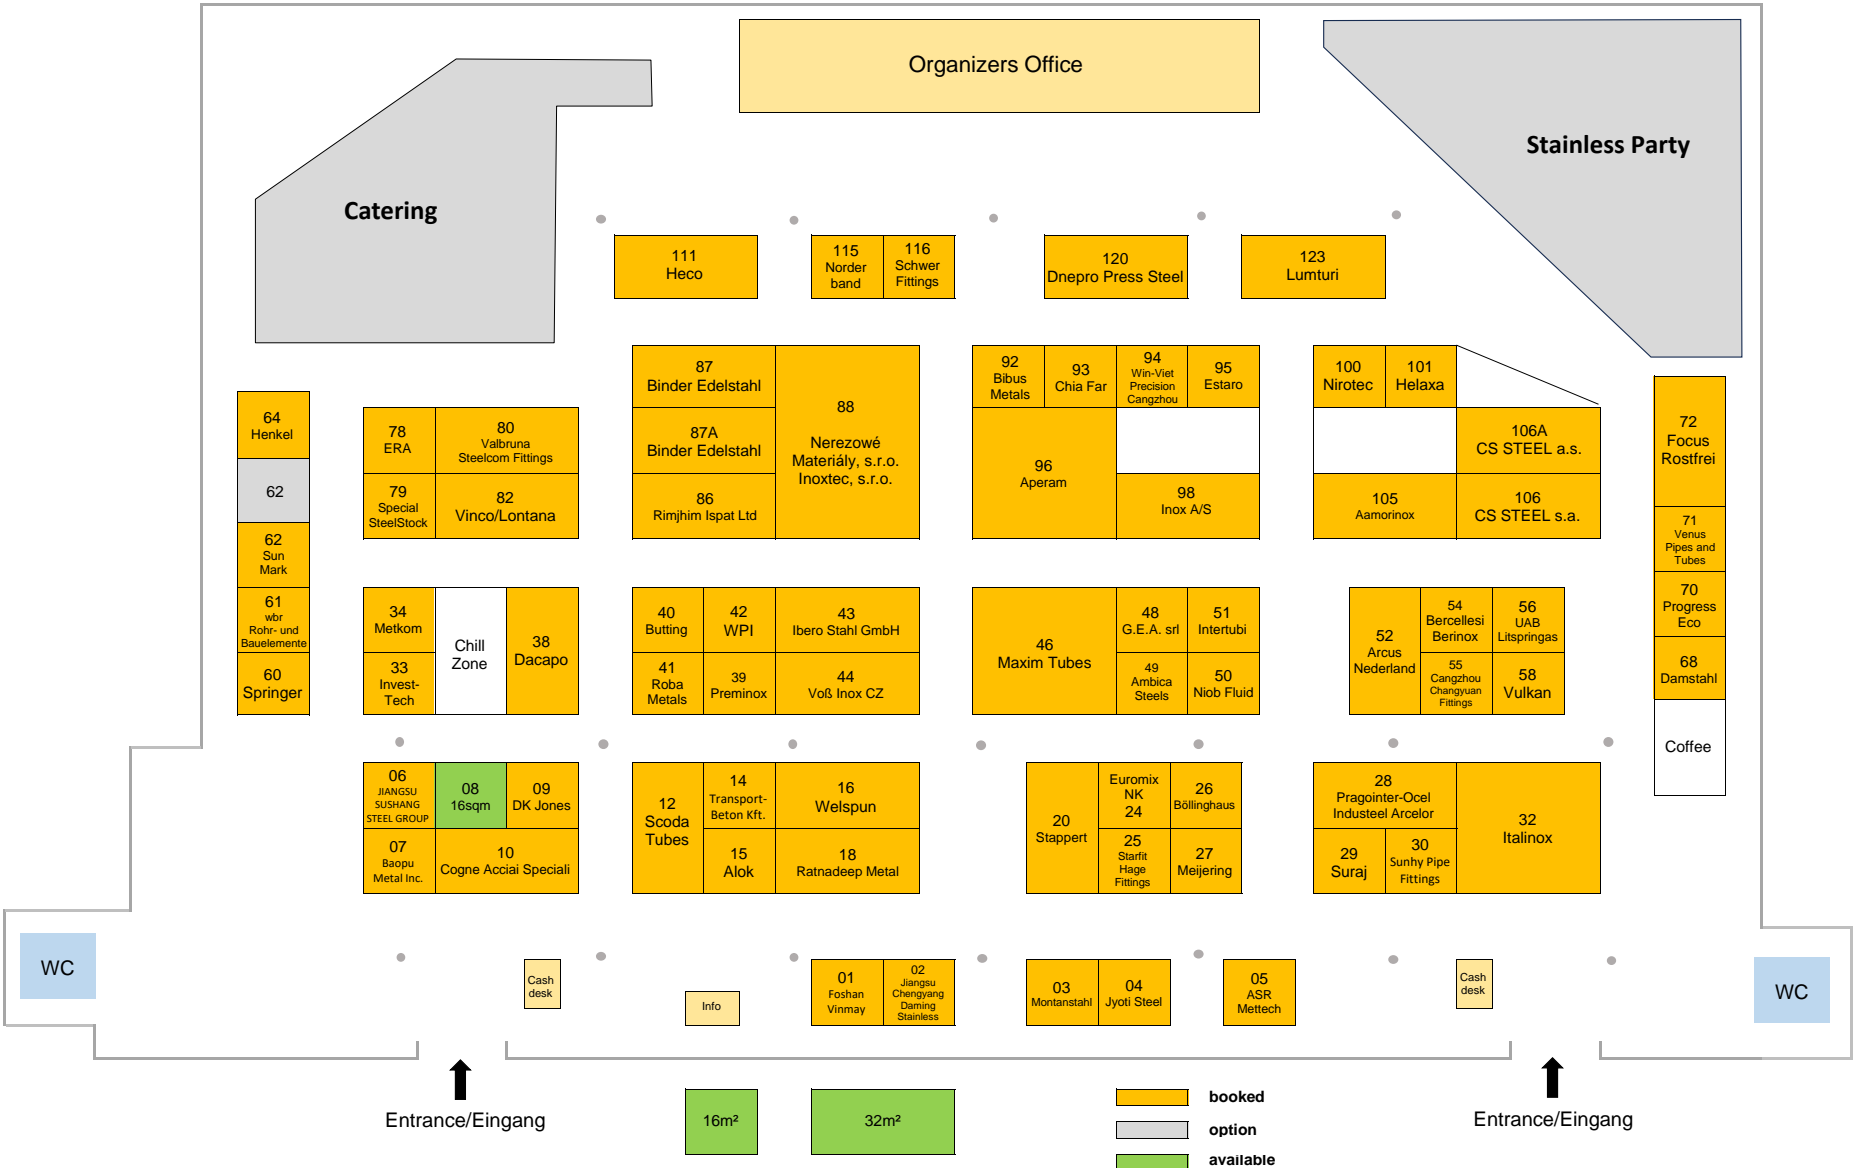 Organizers Office
Stainless Party
Catering
111
Heco
115
Norder
band
116
Schwer
Fittings
120
Dnepro Press Steel
123
Lumturi
87
Binder Edelstahl
87A
Binder Edelstahl
86
Rimjhim Ispat Ltd
88
Nerezowé
Materiály, s.r.o.
Inoxtec, s.r.o.
92
Bibus
Metals
93
Chia Far
94
Win-Viet
Precision
Cangzhou
95
Estaro
96
Aperam
98
Inox A/S
100
Nirotec
101
Helaxa
106A
CS STEEL a.s.
105
Aamorinox
106
CS STEEL s.a.
64
Henkel
62
62
Sun
Mark
61
wbr
Rohr- und
Bauelemente
60
Springer
78
ERA
80
Valbruna
Steelcom Fittings
79
Special
SteelStock
82
Vinco/Lontana
72
Focus
Rostfrei
71
Venus
Pipes and
Tubes
70
Progress
Eco
68
Damstahl
Coffee
34
Metkom
33
Invest-
Tech
Chill
Zone
38
Dacapo
40
Butting
42
WPI
43
Ibero Stahl GmbH
41
Roba
Metals
39
Preminox
44
Voß Inox CZ
46
Maxim Tubes
48
G.E.A. srl
51
Intertubi
49
Ambica
Steels
50
Niob Fluid
52
Arcus
Nederland
54
Bercellesi
Berinox
56
UAB
Litspringas
55
Cangzhou
Changyuan
Fittings
58
Vulkan
06
JIANGSU
SUSHANG
STEEL GROUP
08
16sqm
09
DK Jones
07
Baopu
Metal Inc.
10
Cogne Acciai Speciali
12
Scoda
Tubes
14
Transport-
Beton Kft.
16
Welspun
15
Alok
18
Ratnadeep Metal
20
Stappert
Euromix
NK
24
26
Böllinghaus
25
Starfit
Hage
Fittings
27
Meijering
28
Pragointer-Ocel
Industeel Arcelor
29
Suraj
30
Sunhy Pipe
Fittings
32
Italinox
WC
Cash
desk
Info
01
Foshan
Vinmay
02
Jiangsu
Chengyang
Daming
Stainless
03
Montanstahl
04
Jyoti Steel
05
ASR
Mettech
Cash
desk
WC
Entrance/Eingang
Entrance/Eingang
16m²
32m²
booked
option
available